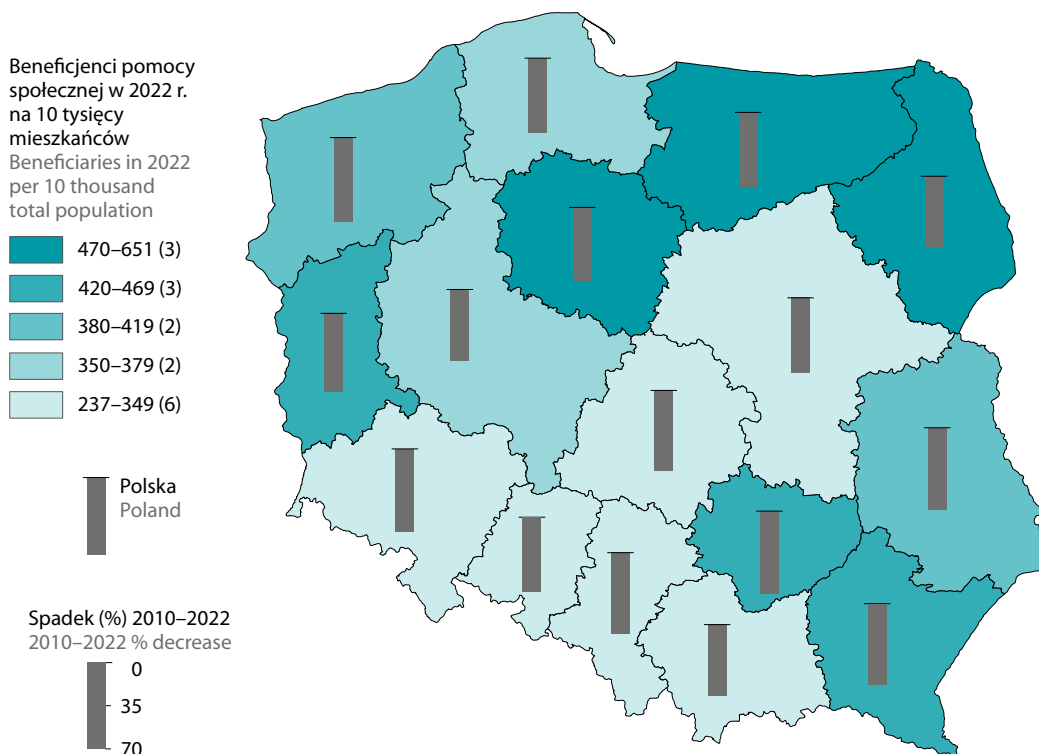 Beneficjenci pomocy
społecznej w 2022 r.
na 10 tysięcy
mieszkańców
Beneficiaries in 2022
per 10 thousand
total population
470–651 (3)
420–469 (3)
380–419 (2)
350–379 (2)
237–349 (6)
Polska
Poland
Spadek (%) 2010–2022
2010–2022 % decrease
0
35
70